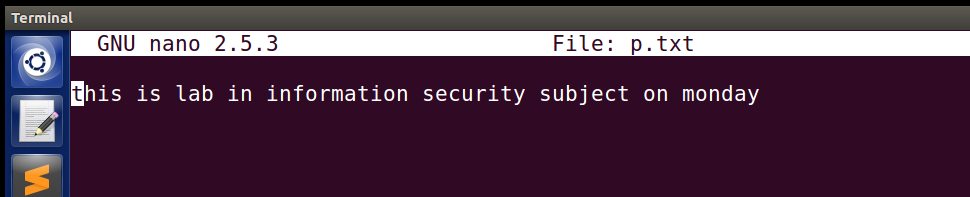 Terminal
GNU nano 2.5.3 File: p.txt
this is lab in information security subject on monday